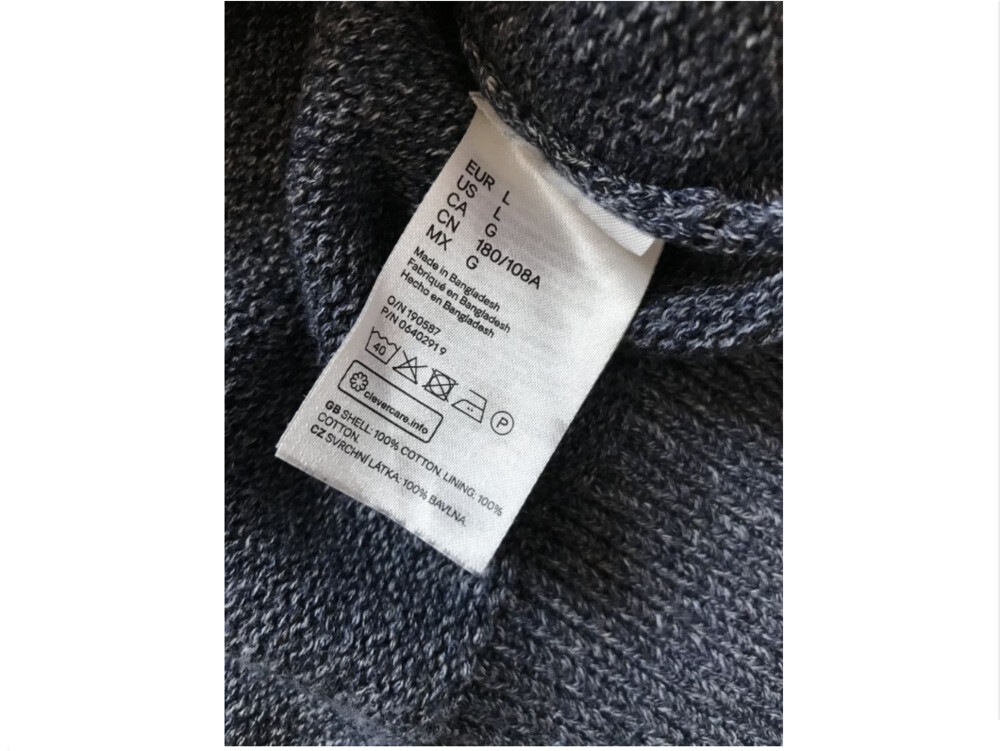 EUR L
US L
CA G
CN 180/108A
MX G
Made in Bangladesh
Fabriqué en Bangladesh
Hecho en Bangladesh
O/N 190587
P/N 0640291 9
40
P
clevercare.info
GB SHELL: 100% COTTON. LINING: 100%
COTTON.
CZ SVRCHNÍ LÁTKA: 100% BAVLNA.